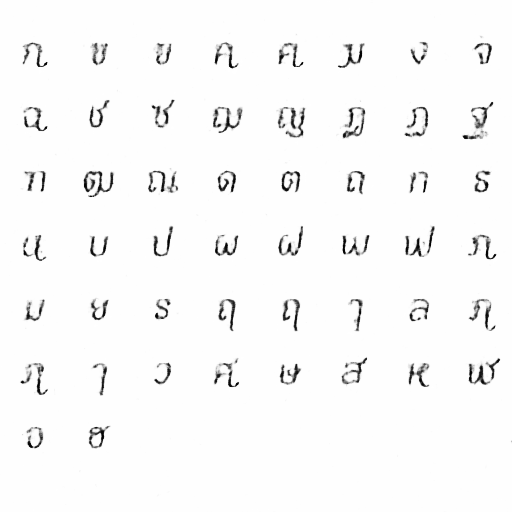 ก ข ฃ ค ฅ ฆ ง จ
ฉ ช ซ ฌ ญ ฎ ฏ ฐ
ฑ ฒ ณ ด ต ถ ท ธ
น บ ป ผ ฝ พ ฟ ภ
ม ย ร ฤ ฤ ๅ ล ฦ
ฦ ๅ ว ศ ษ ส ห ฬ
อ ฮ